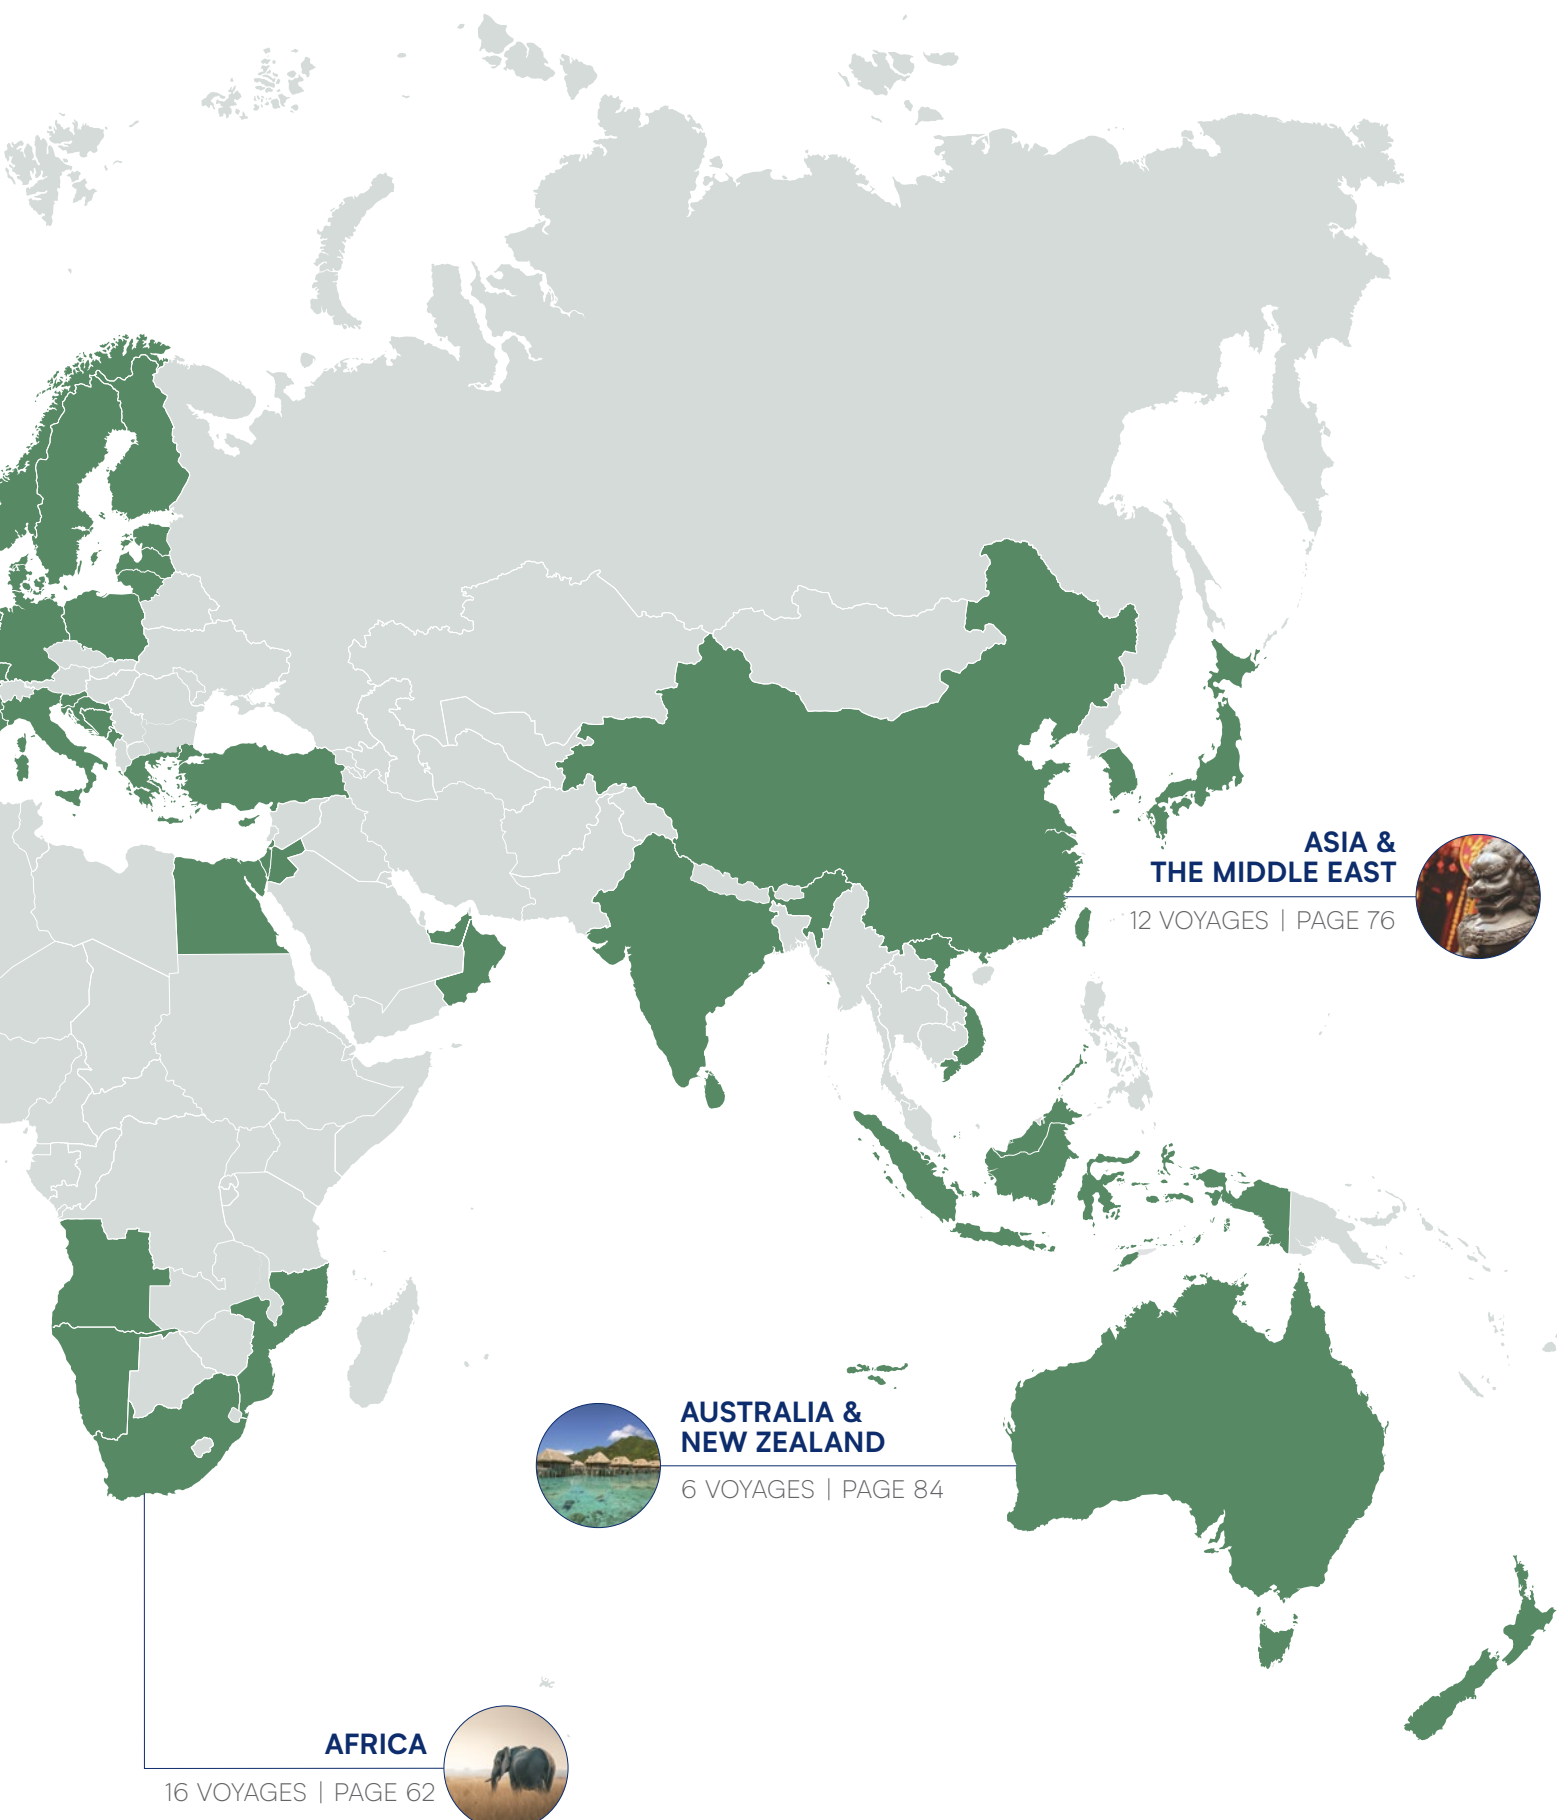 ASIA &
THE MIDDLE EAST
12 VOYAGES | PAGE 76
AUSTRALIA &
NEW ZEALAND
6 VOYAGES | PAGE 84
AFRICA
16 VOYAGES | PAGE 62